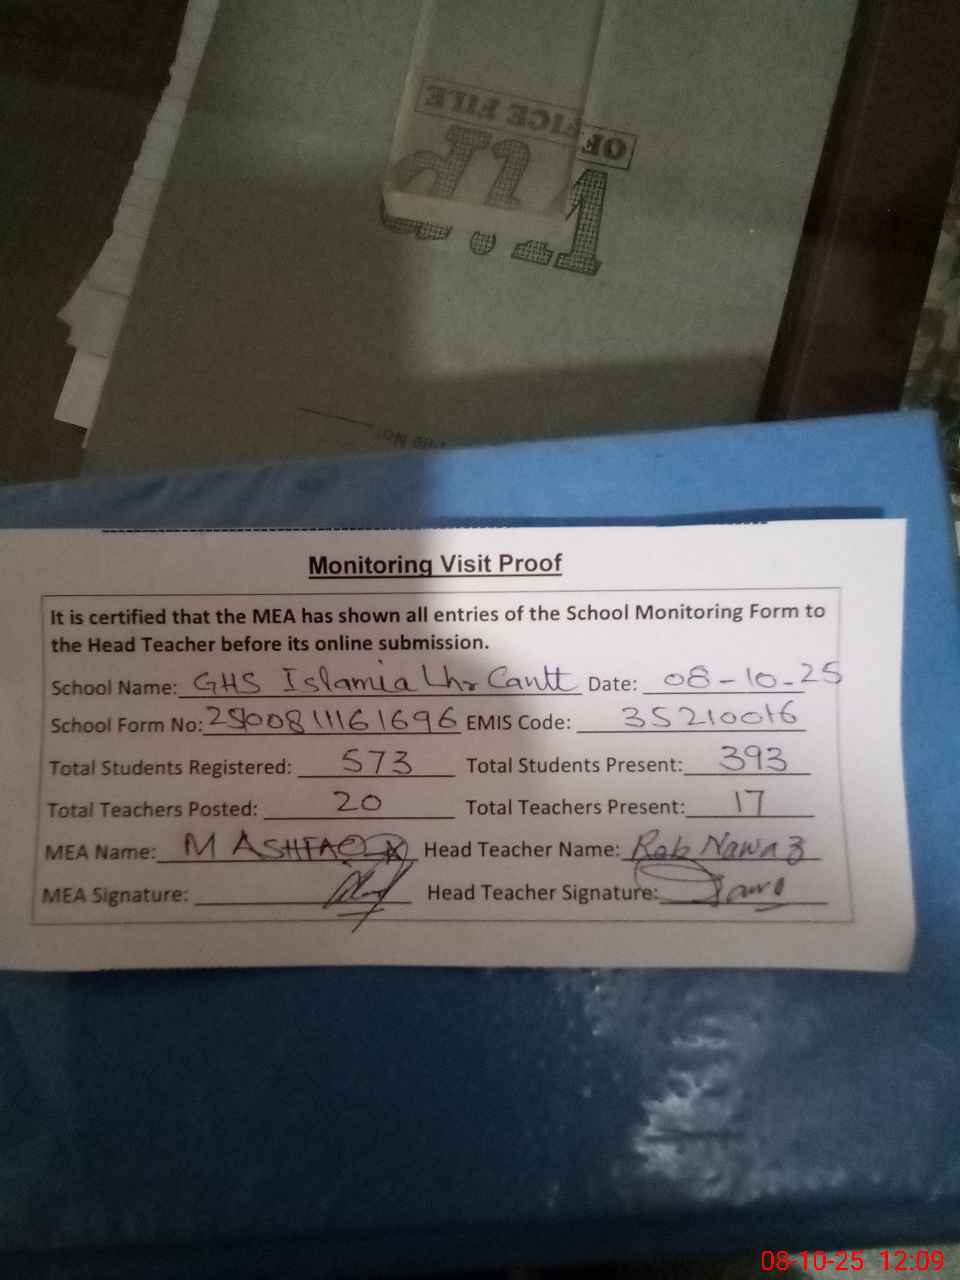 OFFICE FILE
File No.
Monitoring Visit Proof
It is certified that the MEA has shown all entries of the School Monitoring Form to
the Head Teacher before its online submission.
School Name: GHS Islamia Lhr Cantt Date: 08-10-25
School Form No: 2500811161696 EMIS Code: 35210016
Total Students Registered: 573 Total Students Present: 393
Total Teachers Posted: 20 Total Teachers Present: 17
MEA Name: M ASHFAQ Head Teacher Name: Rab Nawaz
MEA Signature: Head Teacher Signature:
08-10-25 12:09